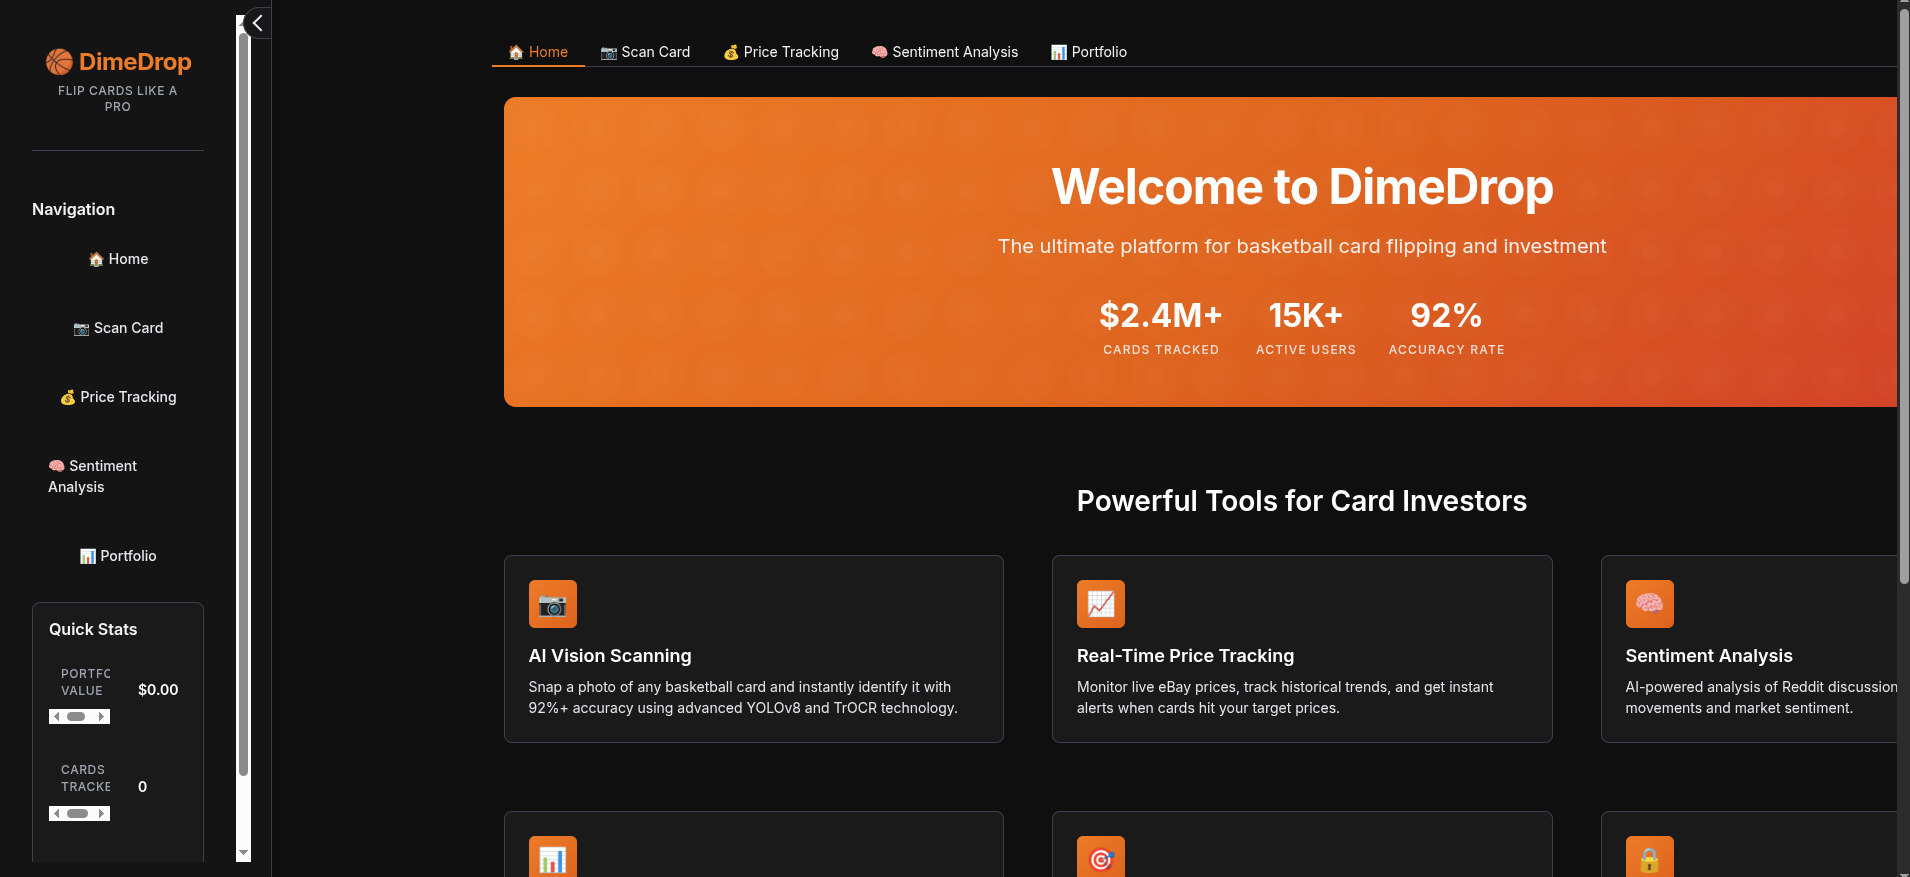 DimeDrop
FLIP CARDS LIKE A
PRO
Navigation
Home
Scan Card
Price Tracking
Sentiment
Analysis
Portfolio
Quick Stats
PORTFC
VALUE
$0.00
CARDS
TRACKE
0
Home
Scan Card
Price Tracking
Sentiment Analysis
Portfolio
Welcome to DimeDrop
The ultimate platform for basketball card flipping and investment
$2.4M+
CARDS TRACKED
15K+
ACTIVE USERS
92%
ACCURACY RATE
Powerful Tools for Card Investors
AI Vision Scanning
Snap a photo of any basketball card and instantly identify it with
92%+ accuracy using advanced YOLOv8 and TrOCR technology.
Real-Time Price Tracking
Monitor live eBay prices, track historical trends, and get instant
alerts when cards hit your target prices.
Sentiment Analysis
AI-powered analysis of Reddit discussion
movements and market sentiment.